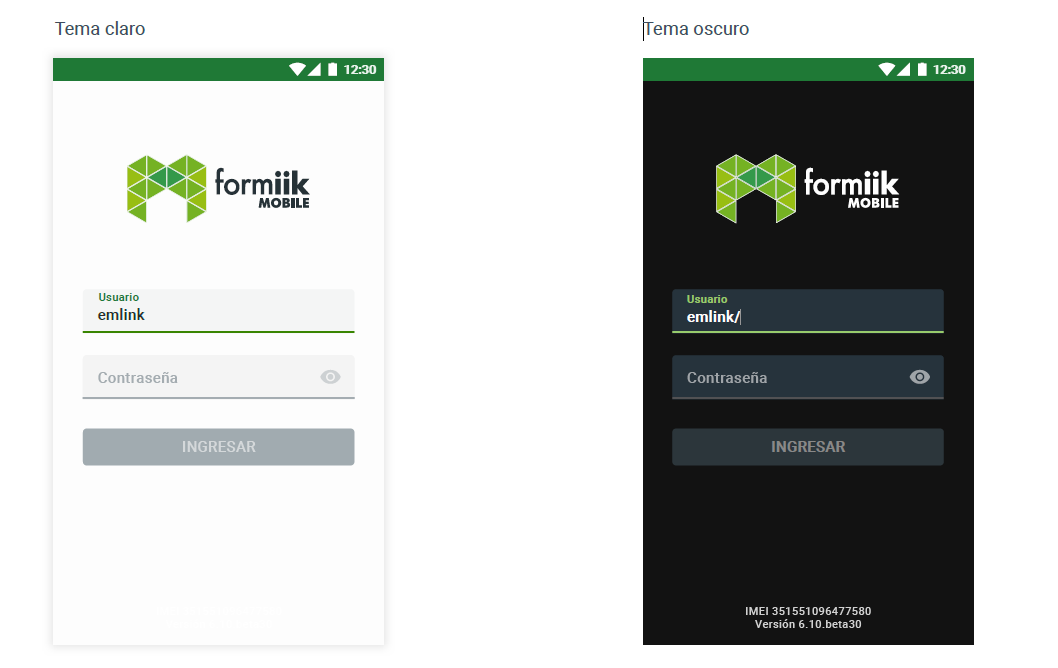 Tema claro
12:30
formiik
MOBILE
Usuario
emlink
Contraseña
INGRESAR
Tema oscuro
12:30
formiik
MOBILE
Usuario
emlink/
Contraseña
INGRESAR
IMEI 351551096477580
Versión 6.10.beta30